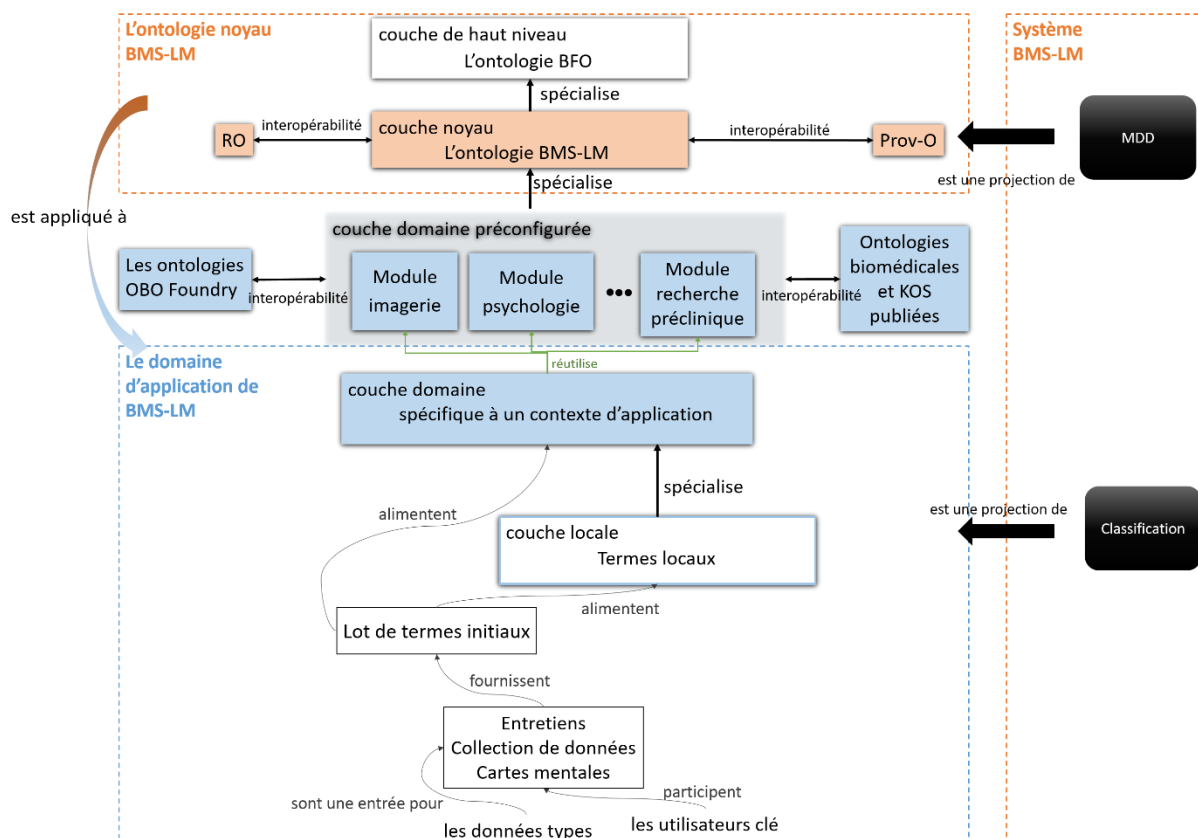 L'ontologie noyau
BMS-LM
couche de haut niveau
L'ontologie BFO
Système
BMS-LM
spécialise
RO
interopérabilité
couche noyau
L'ontologie BMS-LM
interopérabilité
Prov-O
MDD
est une projection de
spécialise
est appliqué à
couche domaine préconfigurée
Les ontologies
OBO Foundry
interopérabilité
Module
imagerie
Module
psychologie
•••
Module
recherche
préclinique
interopérabilité
Ontologies
biomédicales
et KOS
publiées
réutilise
Le domaine
d'application de
BMS-LM
couche domaine
spécifique à un contexte d'application
spécialise
alimentent
est une projection de
Classification
couche locale
Termes locaux
alimentent
Lot de termes initiaux
fournissent
Entretiens
Collection de données
Cartes mentales
sont une entrée pour
participent
les données types
les utilisateurs clé